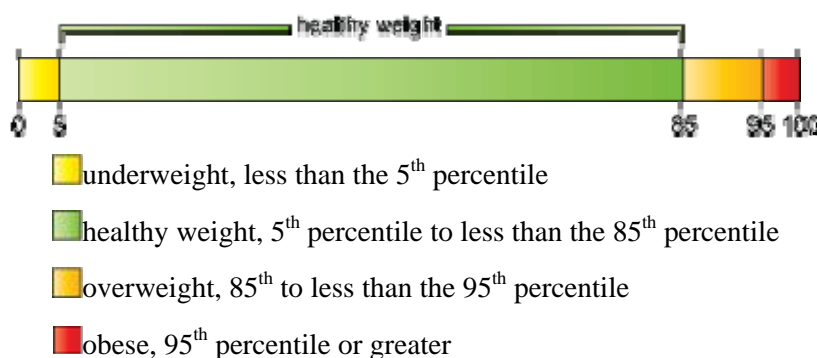 healthy weight
0 5 85 95 100
underweight, less than the 5th percentile
healthy weight, 5th percentile to less than the 85th percentile
overweight, 85th to less than the 95th percentile
obese, 95th percentile or greater